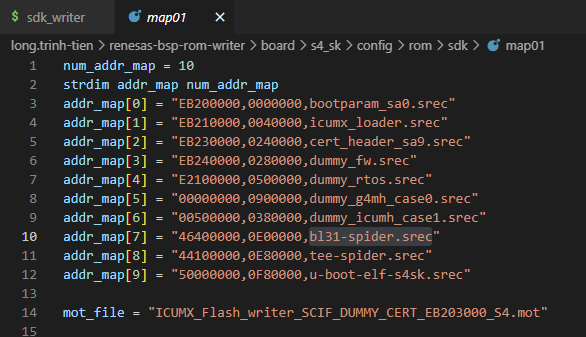 $ sdk_writer map01 ×
long.trinh-tien > renesas-bsp-rom-writer > board > s4_sk > config > rom > sdk > map01
1 num_addr_map = 10
2 strdim addr_map num_addr_map
3 addr_map[0] = "EB200000,0000000,bootparam_sa0.srec"
4 addr_map[1] = "EB210000,0040000,icumx_loader.srec"
5 addr_map[2] = "EB230000,0240000,cert_header_sa9.srec"
6 addr_map[3] = "EB240000,0280000,dummy_fw.srec"
7 addr_map[4] = "E2100000,0500000,dummy_rtos.srec"
8 addr_map[5] = "00000000,0900000,dummy_g4mh_case0.srec"
9 addr_map[6] = "00500000,0380000,dummy_icumh_case1.srec"
10 addr_map[7] = "46400000,0E00000,bl31-spider.srec"
11 addr_map[8] = "44100000,0E80000,tee-spider.srec"
12 addr_map[9] = "50000000,0F80000,u-boot-elf-s4sk.srec"
13
14 mot_file = "ICUMX_Flash_writer_SCIF_DUMMY_CERT_EB203000_S4.mot"
15